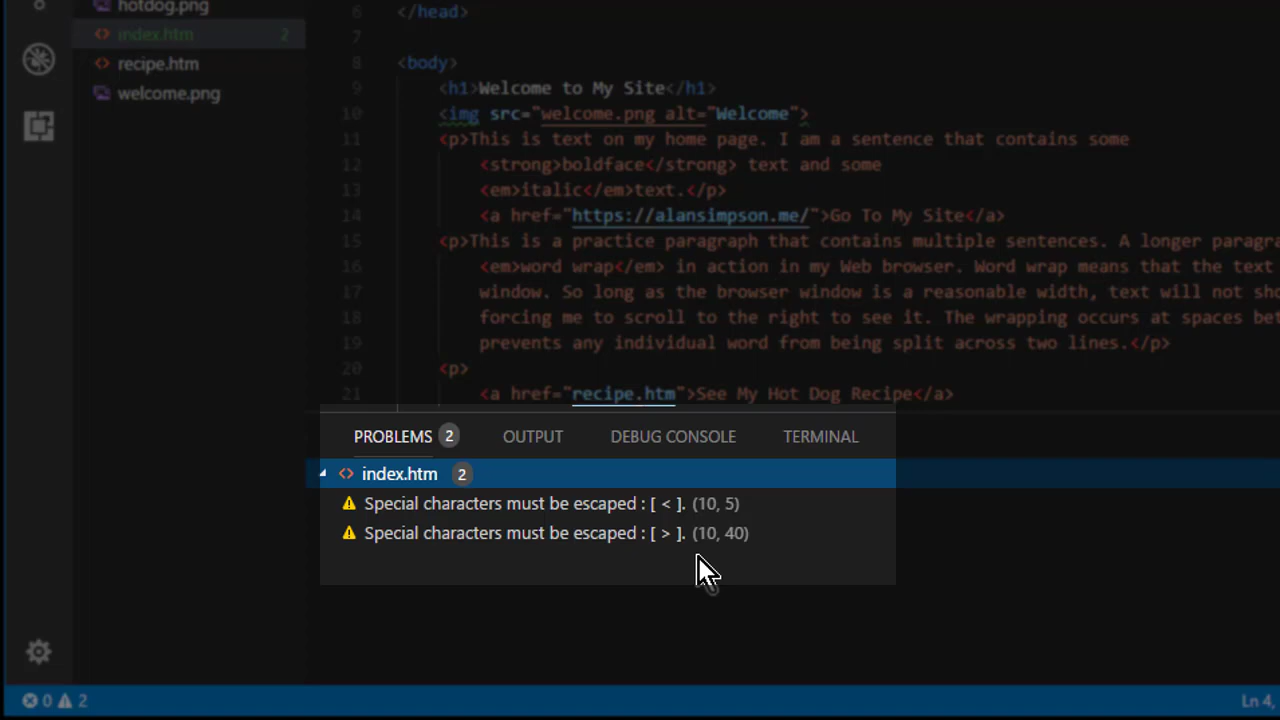 hotdog.png
index.htm 2
recipe.htm
welcome.png
6 </head>
7
8 <body>
9 <h1>Welcome to My Site</h1>
10 <img src="welcome.png alt="Welcome">
11 <p>This is text on my home page. I am a sentence that contains some
12 <strong>boldface</strong> text and some
13 <em>italic</em>text.</p>
14 <a href="https://alansimpson.me/">Go To My Site</a>
15 <p>This is a practice paragraph that contains multiple sentences. A longer paragra
16 <em>word wrap</em> in action in my Web browser. Word wrap means that the text
17 window. So long as the browser window is a reasonable width, text will not sho
18 forcing me to scroll to the right to see it. The wrapping occurs at spaces bet
19 prevents any individual word from being split across two lines.</p>
20 <p>
21 <a href="recipe.htm">See My Hot Dog Recipe</a>
PROBLEMS 2 OUTPUT DEBUG CONSOLE TERMINAL
index.htm 2
Special characters must be escaped : [ < ]. (10, 5)
Special characters must be escaped : [ > ]. (10, 40)
0 2 Ln 4,